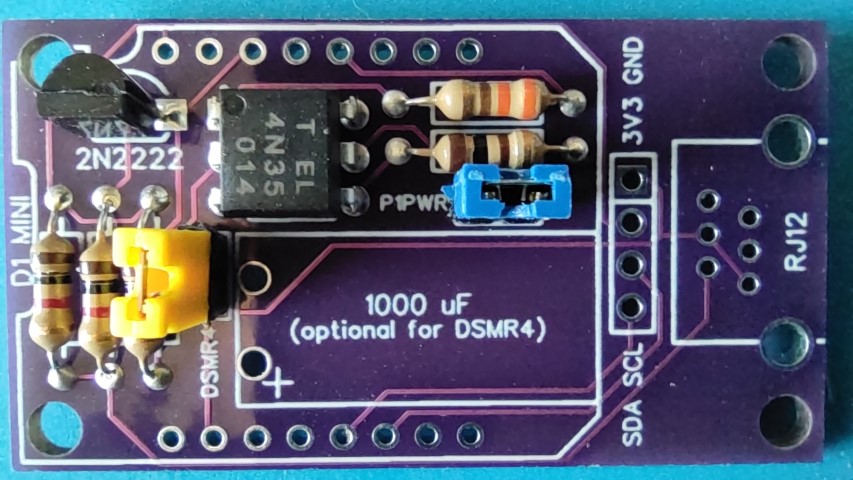 2N2222
T EL
4N35
014
P1PWR
3V3 GND
D1 MINI
DSMR4
1000 uF
(optional for DSMR4)
+
SDA SCL
RJ12